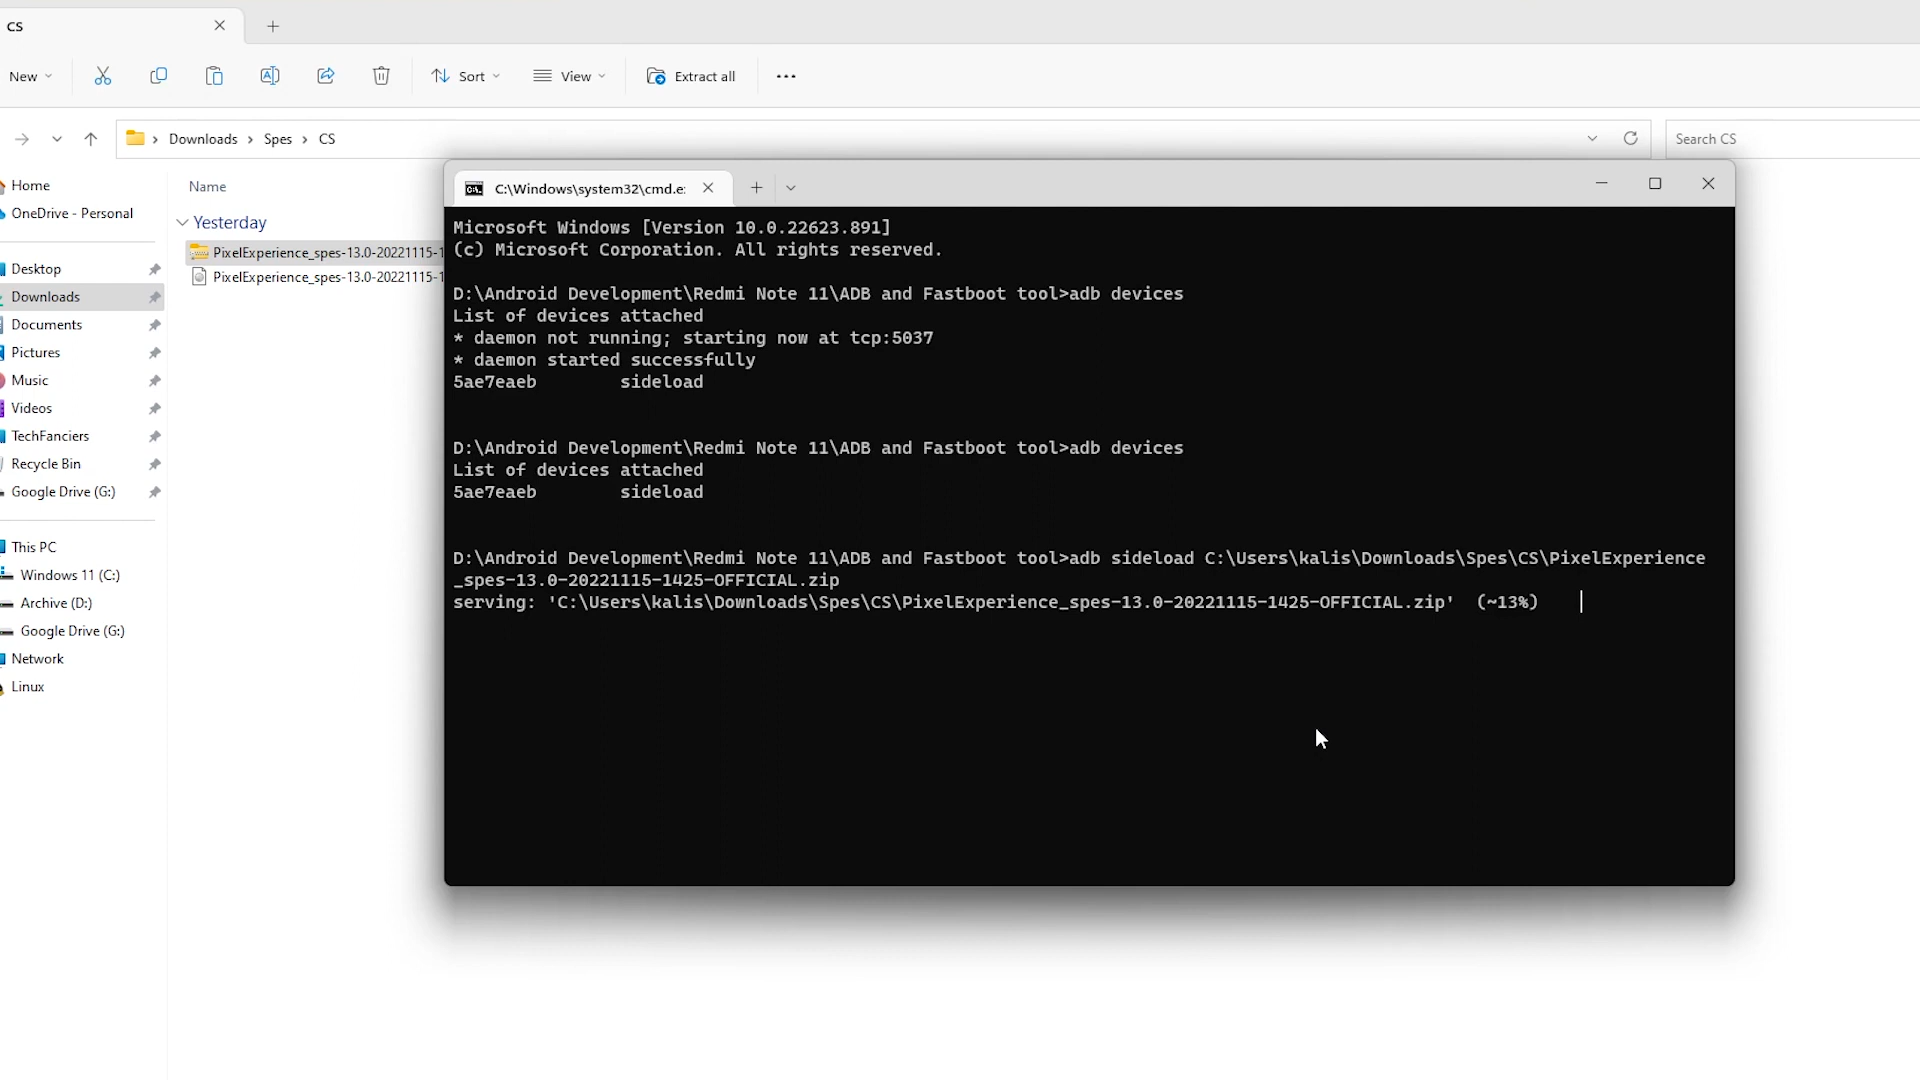 CS
New
Sort
View
Extract all
Downloads
Spes
CS
Search CS
Home
OneDrive - Personal
Desktop
Downloads
Documents
Pictures
Music
Videos
TechFanciers
Recycle Bin
Google Drive (G:)
This PC
Windows 11 (C:)
Archive (D:)
Google Drive (G:)
Network
Linux
Name
Yesterday
PixelExperience_spes-13.0-20221115-1
PixelExperience_spes-13.0-20221115-1
C:\Windows\system32\cmd.e:
Microsoft Windows [Version 10.0.22623.891]
(c) Microsoft Corporation. All rights reserved.
D:\Android Development\Redmi Note 11\ADB and Fastboot tool>adb devices
List of devices attached
* daemon not running; starting now at tcp:5037
* daemon started successfully
5ae7eaeb        sideload
D:\Android Development\Redmi Note 11\ADB and Fastboot tool>adb devices
List of devices attached
5ae7eaeb        sideload
D:\Android Development\Redmi Note 11\ADB and Fastboot tool>adb sideload C:\Users\kalis\Downloads\Spes\CS\PixelExperience
_spes-13.0-20221115-1425-OFFICIAL.zip
serving: 'C:\Users\kalis\Downloads\Spes\CS\PixelExperience_spes-13.0-20221115-1425-OFFICIAL.zip'  (~13%)